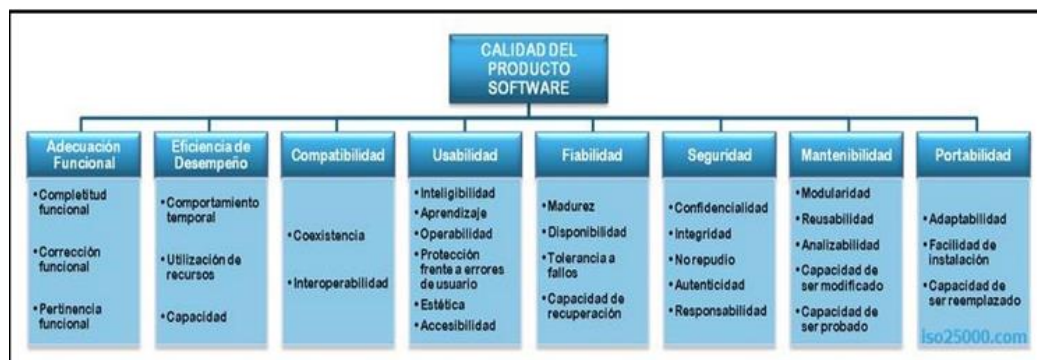 CALIDAD DEL
PRODUCTO
SOFTWARE
Adecuación
Funcional
•Completitud
funcional
•Corrección
funcional
•Pertinencia
funcional
Eficiencia de
Desempeño
•Comportamiento
temporal
•Utilización de
recursos
•Capacidad
Compatibilidad
•Coexistencia
•Interoperabilidad
Usabilidad
•Inteligibilidad
•Aprendizaje
•Operabilidad
•Protección
frente a errores
de usuario
•Estética
•Accesibilidad
Fiabilidad
•Madurez
•Disponibilidad
•Tolerancia a
fallos
•Capacidad de
recuperación
Seguridad
•Confidencialidad
•Integridad
•No repudio
•Autenticidad
•Responsabilidad
Mantenibilidad
•Modularidad
•Reusabilidad
•Analizabilidad
•Capacidad de
ser modificado
•Capacidad de
ser probado
Portabilidad
•Adaptabilidad
•Facilidad de
instalación
•Capacidad de
ser reemplazado
iso25000.com